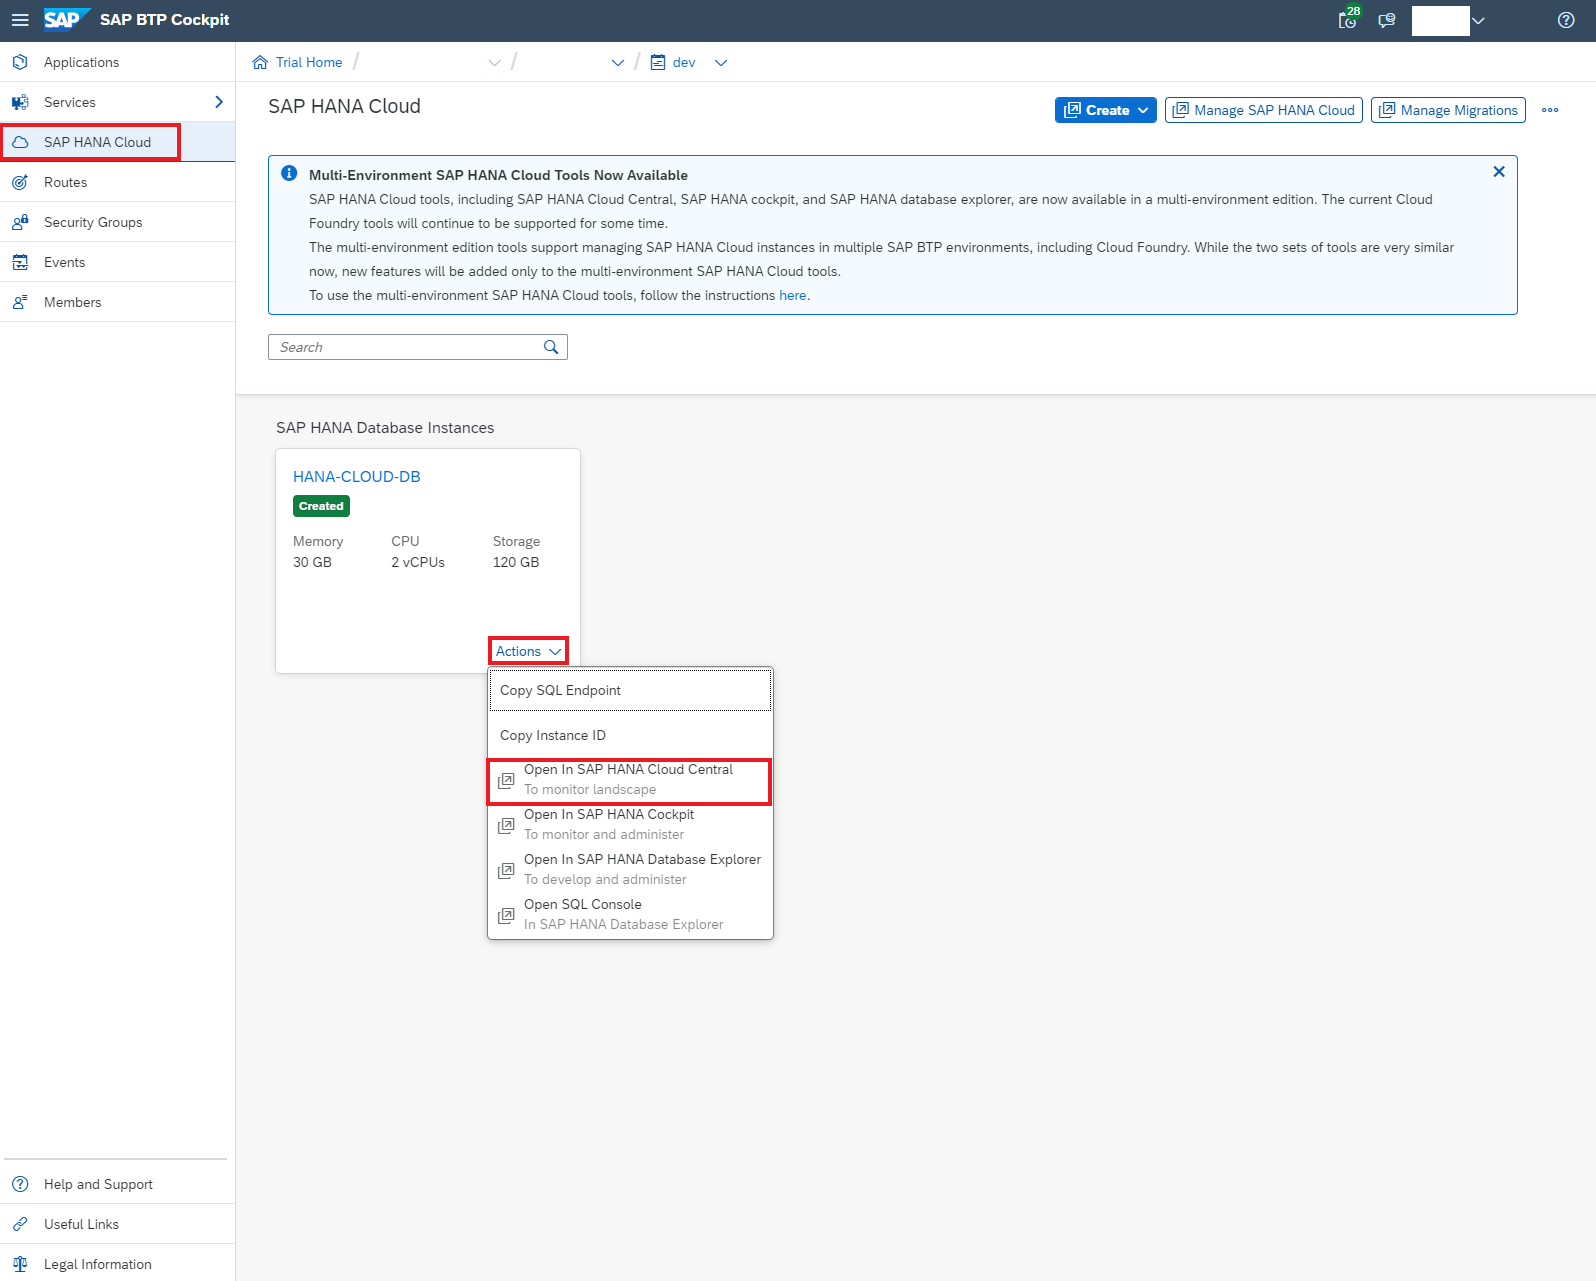 SAP SAP BTP Cockpit
28
Applications
Services
SAP HANA Cloud
Routes
Security Groups
Events
Members
Trial Home / / / dev
SAP HANA Cloud
Create
Manage SAP HANA Cloud
Manage Migrations
Multi-Environment SAP HANA Cloud Tools Now Available
SAP HANA Cloud tools, including SAP HANA Cloud Central, SAP HANA cockpit, and SAP HANA database explorer, are now available in a multi-environment edition. The current Cloud
Foundry tools will continue to be supported for some time.
The multi-environment edition tools support managing SAP HANA Cloud instances in multiple SAP BTP environments, including Cloud Foundry. While the two sets of tools are very similar
now, new features will be added only to the multi-environment SAP HANA Cloud tools.
To use the multi-environment SAP HANA Cloud tools, follow the instructions here.
Search
SAP HANA Database Instances
HANA-CLOUD-DB
Created
Memory CPU Storage
30 GB 2 vCPUs 120 GB
Actions
Copy SQL Endpoint
Copy Instance ID
Open In SAP HANA Cloud Central
To monitor landscape
Open In SAP HANA Cockpit
To monitor and administer
Open In SAP HANA Database Explorer
To develop and administer
Open SQL Console
In SAP HANA Database Explorer
Help and Support
Useful Links
Legal Information